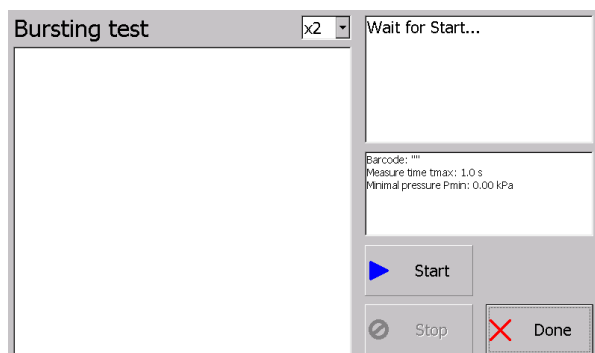 Bursting test
x2
Wait for Start...
Barcode: ""
Measure time tmax: 1.0 s
Minimal pressure Pmin: 0.00 kPa
Start
Stop
Done